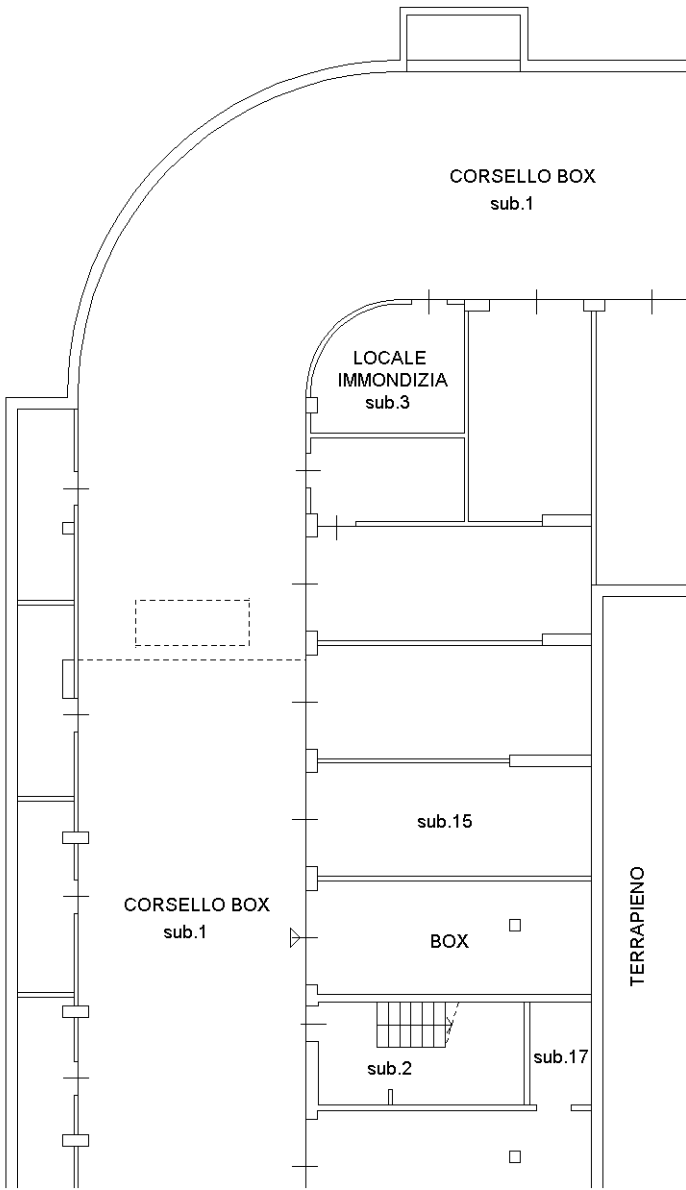 CORSELLO BOX
sub.1
LOCALE
IMMONDIZIA
sub.3
sub.15
CORSELLO BOX
sub.1
BOX
TERRAPIENO
sub.2
sub.17